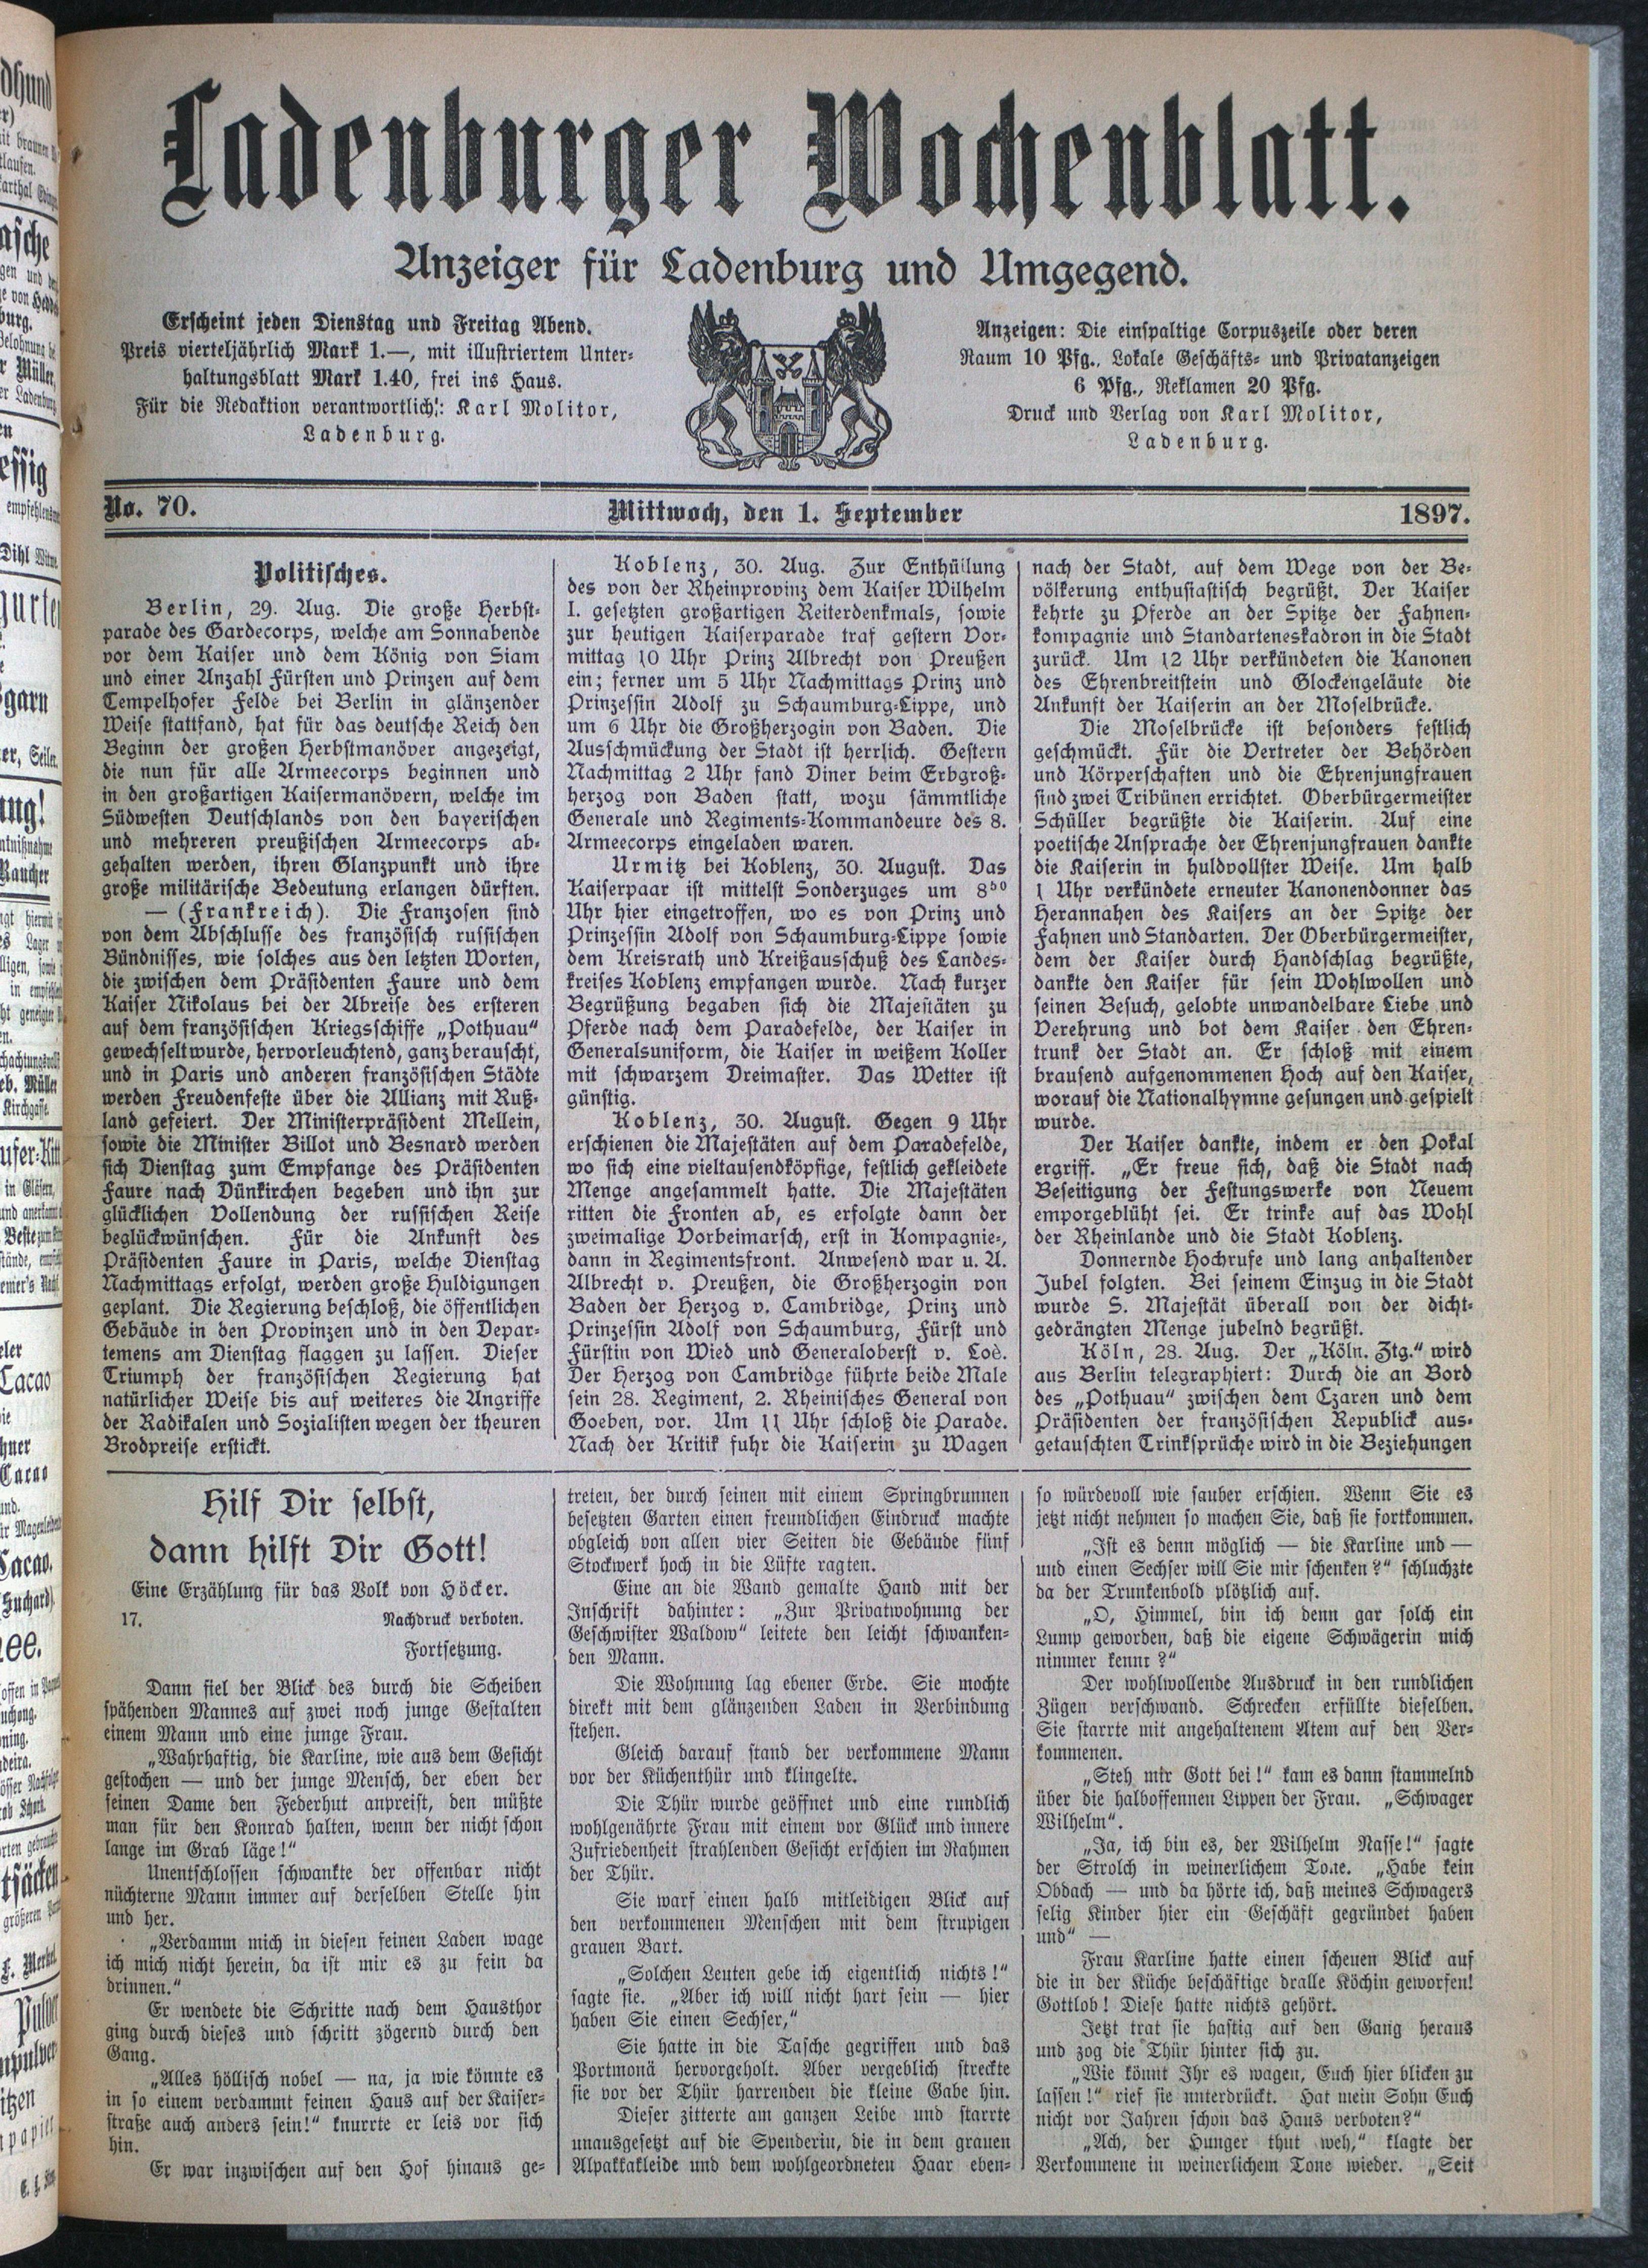 Ladenburger Wochenblatt.
Anzeiger für Ladenburg und Umgegend.
Erscheint jeden Dienstag und Freitag Abend.
Preis vierteljährlich Mark 1.—, mit illustriertem Unter-
haltungsblatt Mark 1.40, frei ins Haus.
Für die Redaktion verantwortlich: Karl Molitor,
Ladenburg.
Anzeigen: Die einspaltige Corpuszeile oder deren
Raum 10 Pfg., Lokale Geschäfts- und Privatanzeigen
6 Pfg., Reklamen 20 Pfg.
Druck und Verlag von Karl Molitor,
Ladenburg.
No. 70.
Mittwoch, den 1. September
1897.
Politisches.
Berlin, 29. Aug. Die große Herbst-
parade des Gardecorps, welche am Sonnabende
vor dem Kaiser und dem König von Siam
und einer Anzahl Fürsten und Prinzen auf dem
Tempelhofer Felde bei Berlin in glänzender
Weise stattfand, hat für das deutsche Reich den
Beginn der großen Herbstmanöver angezeigt,
die nun für alle Armeecorps beginnen und
in den großartigen Kaisermanövern, welche im
Südwesten Deutschlands von den bayerischen
und mehreren preußischen Armeecorps ab-
gehalten werden, ihren Glanzpunkt und ihre
große militärische Bedeutung erlangen dürften.
— (Frankreich). Die Franzosen sind
von dem Abschlusse des französisch russischen
Bündnisses, wie solches aus den letzten Worten,
die zwischen dem Präsidenten Faure und dem
Kaiser Nikolaus bei der Abreise des ersteren
auf dem französischen Kriegsschiffe „Pothuau“
gewechselt wurde, hervorleuchtend, ganz berauscht,
und in Paris und anderen französischen Städte
werden Freudenfeste über die Allianz mit Ruß-
land gefeiert. Der Ministerpräsident Mellein,
sowie die Minister Billot und Besnard werden
sich Dienstag zum Empfange des Präsidenten
Faure nach Dünkirchen begeben und ihn zur
glücklichen Vollendung der russischen Reise
beglückwünschen. Für die Ankunft des
Präsidenten Faure in Paris, welche Dienstag
Nachmittags erfolgt, werden große Huldigungen
geplant. Die Regierung beschloß, die öffentlichen
Gebäude in den Provinzen und in den Depar-
temens am Dienstag flaggen zu lassen. Dieser
Triumph der französischen Regierung hat
natürlicher Weise bis auf weiteres die Angriffe
der Radikalen und Sozialisten wegen der theuren
Brodpreise erstickt.
Koblenz, 30. Aug. Zur Enthüllung
des von der Rheinprovinz dem Kaiser Wilhelm
I. gesetzten großartigen Reiterdenkmals, sowie
zur heutigen Kaiserparade traf gestern Vor-
mittag 10 Uhr Prinz Albrecht von Preußen
ein; ferner um 5 Uhr Nachmittags Prinz und
Prinzessin Adolf zu Schaumburg-Lippe, und
um 6 Uhr die Großherzogin von Baden. Die
Ausschmückung der Stadt ist herrlich. Gestern
Nachmittag 2 Uhr fand Diner beim Erbgroß-
herzog von Baden statt, wozu sämmtliche
Generale und Regiments-Kommandeure des 8.
Armeecorps eingeladen waren.
Urmitz bei Koblenz, 30. August. Das
Kaiserpaar ist mittelst Sonderzuges um 8⁵⁰
Uhr hier eingetroffen, wo es von Prinz und
Prinzessin Adolf von Schaumburg-Lippe sowie
dem Kreisrath und Kreißausschuß des Landes-
kreises Koblenz empfangen wurde. Nach kurzer
Begrüßung begaben sich die Majestäten zu
Pferde nach dem Paradefelde, der Kaiser in
Generalsuniform, die Kaiser in weißem Koller
mit schwarzem Dreimaster. Das Wetter ist
günstig.
Koblenz, 30. August. Gegen 9 Uhr
erschienen die Majestäten auf dem Paradefelde,
wo sich eine vieltausendköpfige, festlich gekleidete
Menge angesammelt hatte. Die Majestäten
ritten die Fronten ab, es erfolgte dann der
zweimalige Vorbeimarsch, erst in Kompagnie-,
dann in Regimentsfront. Anwesend war u. A.
Albrecht v. Preußen, die Großherzogin von
Baden der Herzog v. Cambridge, Prinz und
Prinzessin Adolf von Schaumburg, Fürst und
Fürstin von Wied und Generaloberst v. Loè.
Der Herzog von Cambridge führte beide Male
sein 28. Regiment, 2. Rheinisches General von
Goeben, vor. Um 11 Uhr schloß die Parade.
Nach der Kritik fuhr die Kaiserin zu Wagen
nach der Stadt, auf dem Wege von der Be-
völkerung enthusiastisch begrüßt. Der Kaiser
kehrte zu Pferde an der Spitze der Fahnen-
kompagnie und Standarteneskadron in die Stadt
zurück. Um 12 Uhr verkündeten die Kanonen
des Ehrenbreitstein und Glockengeläute die
Ankunft der Kaiserin an der Moselbrücke.
Die Moselbrücke ist besonders festlich
geschmückt. Für die Vertreter der Behörden
und Körperschaften und die Ehrenjungfrauen
sind zwei Tribünen errichtet. Oberbürgermeister
Schüller begrüßte die Kaiserin. Auf eine
poetische Ansprache der Ehrenjungfrauen dankte
die Kaiserin in huldvollster Weise. Um halb
1 Uhr verkündete erneuter Kanonendonner das
Herannahen des Kaisers an der Spitze der
Fahnen und Standarten. Der Oberbürgermeister,
dem der Kaiser durch Handschlag begrüßte,
dankte den Kaiser für sein Wohlwollen und
seinen Besuch, gelobte unwandelbare Liebe und
Verehrung und bot dem Kaiser den Ehren-
trunk der Stadt an. Er schloß mit einem
brausend aufgenommenen Hoch auf den Kaiser,
worauf die Nationalhymne gesungen und gespielt
wurde.
Der Kaiser dankte, indem er den Pokal
ergriff. „Er freue sich, daß die Stadt nach
Beseitigung der Festungswerke von Neuem
emporgeblüht sei. Er trinke auf das Wohl
der Rheinlande und die Stadt Koblenz.
Donnernde Hochrufe und lang anhaltender
Jubel folgten. Bei seinem Einzug in die Stadt
wurde S. Majestät überall von der dicht-
gedrängten Menge jubelnd begrüßt.
Köln, 28. Aug. Der „Köln. Ztg.“ wird
aus Berlin telegraphiert: Durch die an Bord
des „Pothuau“ zwischen dem Czaren und dem
Präsidenten der französischen Republick aus-
getauschten Trinksprüche wird in die Beziehungen
Hilf Dir selbst,
dann hilft Dir Gott!
Eine Erzählung für das Volk von Höcker.
17. Nachdruck verboten.
Fortsetzung.
Dann fiel der Blick des durch die Scheiben
spähenden Mannes auf zwei noch junge Gestalten
einem Mann und eine junge Frau.
„Wahrhaftig, die Karline, wie aus dem Gesicht
gestochen — und der junge Mensch, der eben der
feinen Dame den Federhut anpreist, den müßte
man für den Konrad halten, wenn der nicht schon
lange im Grab läge!“
Unentschlossen schwankte der offenbar nicht
nüchterne Mann immer auf derselben Stelle hin
und her.
„Verdamm mich in diesen feinen Laden wage
ich mich nicht herein, da ist mir es zu fein da
drinnen.“
Er wendete die Schritte nach dem Hausthor
ging durch dieses und schritt zögernd durch den
Gang.
„Alles höllisch nobel — na, ja wie könnte es
in so einem verdammt feinen Haus auf der Kaiser-
straße auch anders sein!“ knurrte er leis vor sich
hin.
Er war inzwischen auf den Hof hinaus ge-
treten, der durch seinen mit einem Springbrunnen
besetzten Garten einen freundlichen Eindruck machte
obgleich von allen vier Seiten die Gebäude fünf
Stockwerk hoch in die Lüfte ragten.
Eine an die Wand gemalte Hand mit der
Inschrift dahinter: „Zur Privatwohnung der
Geschwister Waldow“ leitete den leicht schwanken-
den Mann.
Die Wohnung lag ebener Erde. Sie mochte
direkt mit dem glänzenden Laden in Verbindung
stehen.
Gleich darauf stand der verkommene Mann
vor der Küchenthür und klingelte.
Die Thür wurde geöffnet und eine rundlich
wohlgenährte Frau mit einem vor Glück und innere
Zufriedenheit strahlenden Gesicht erschien im Rahmen
der Thür.
Sie warf einen halb mitleidigen Blick auf
den verkommenen Menschen mit dem strupigen
grauen Bart.
„Solchen Leuten gebe ich eigentlich nichts!“
sagte sie. „Aber ich will nicht hart sein — hier
haben Sie einen Sechser,“
Sie hatte in die Tasche gegriffen und das
Portmonä hervorgeholt. Aber vergeblich streckte
sie vor der Thür harrenden die kleine Gabe hin.
Dieser zitterte am ganzen Leibe und starrte
unausgesetzt auf die Spenderin, die in dem grauen
Alpakkakleide und dem wohlgeordneten Haar eben-
so würdevoll wie sauber erschien. Wenn Sie es
jetzt nicht nehmen so machen Sie, daß sie fortkommen.
„Ist es denn möglich — die Karline und —
und einen Sechser will Sie mir schenken?“ schluchzte
da der Trunkenbold plötzlich auf.
„O, Himmel, bin ich denn gar solch ein
Lump geworden, daß die eigene Schwägerin mich
nimmer kennt?“
Der wohlwollende Ausdruck in den rundlichen
Zügen verschwand. Schrecken erfüllte dieselben.
Sie starrte mit angehaltenem Atem auf den Ver-
kommenen.
„Steh mir Gott bei!“ kam es dann stammelnd
über die halboffennen Lippen der Frau. „Schwager
Wilhelm“.
„Ja, ich bin es, der Wilhelm Nasse!“ sagte
der Strolch in weinerlichem Tone. „Habe kein
Obdach — und da hörte ich, daß meines Schwagers
selig Kinder hier ein Geschäft gegründet haben
und“ —
Frau Karline hatte einen scheuen Blick auf
die in der Küche beschäftige dralle Köchin geworfen!
Gottlob! Diese hatte nichts gehört.
Jetzt trat sie hastig auf den Gang heraus
und zog die Thür hinter sich zu.
„Wie könnt Ihr es wagen, Euch hier blicken zu
lassen!“ rief sie unterdrückt. Hat mein Sohn Euch
nicht vor Jahren schon das Haus verboten?“
„Ach, der Hunger thut weh,“ klagte der
Verkommene in weinerlichem Tone wieder. „Seit